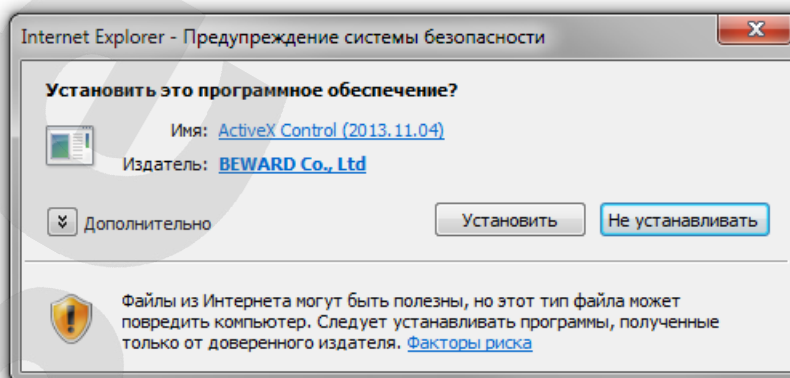 Internet Explorer - Предупреждение системы безопасности
Установить это программное обеспечение?
Имя: ActiveX Control (2013.11.04)
Издатель: BEWARD Co., Ltd
Дополнительно
Установить
Не устанавливать
Файлы из Интернета могут быть полезны, но этот тип файла может
повредить компьютер. Следует устанавливать программы, полученные
только от доверенного издателя. Факторы риска